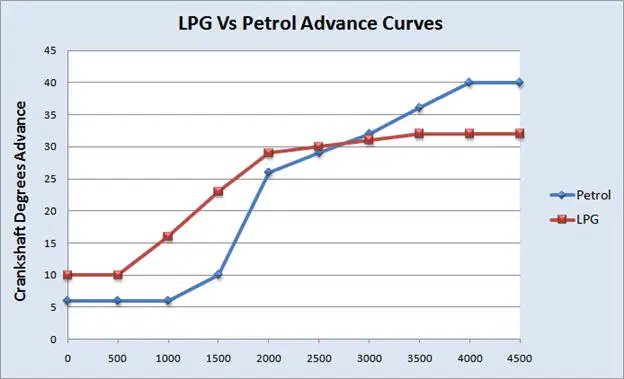 LPG Vs Petrol Advance Curves
Crankshaft Degrees Advance
45
40
35
30
25
20
15
10
5
0
0 500 1000 1500 2000 2500 3000 3500 4000 4500
Petrol
LPG